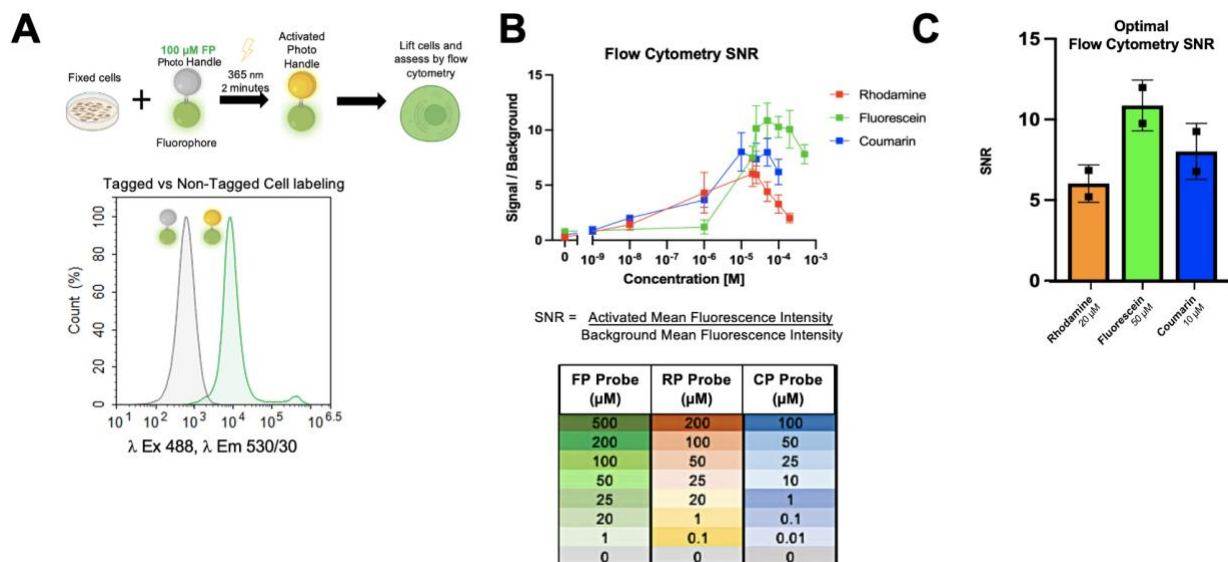 A
100 µM FP
Photo Handle
365 nm
2 minutes
Activated
Photo
Handle
Lift cells and
assess by flow
cytometry
Fixed cells
Fluorophore
Tagged vs Non-Tagged Cell labeling
Count (%)
100
80
60
40
20
0
10^1 10^2 10^3 10^4 10^5 10^6.5
λ Ex 488, λ Em 530/30
B
Flow Cytometry SNR
Signal / Background
15
10
5
0
0 10^-9 10^-8 10^-7 10^-6 10^-5 10^-4 10^-3
Concentration [M]
Rhodamine
Fluorescein
Coumarin
SNR = Activated Mean Fluorescence Intensity
Background Mean Fluorescence Intensity
FP Probe (µM) RP Probe (µM) CP Probe (µM)
500 200 100
200 100 50
100 50 25
50 25 10
25 20 1
20 1 0.1
1 0.1 0.01
0 0 0
C
Optimal
Flow Cytometry SNR
SNR
15
10
5
0
Rhodamine
20 µM
Fluorescein
50 µM
Coumarin
10 µM